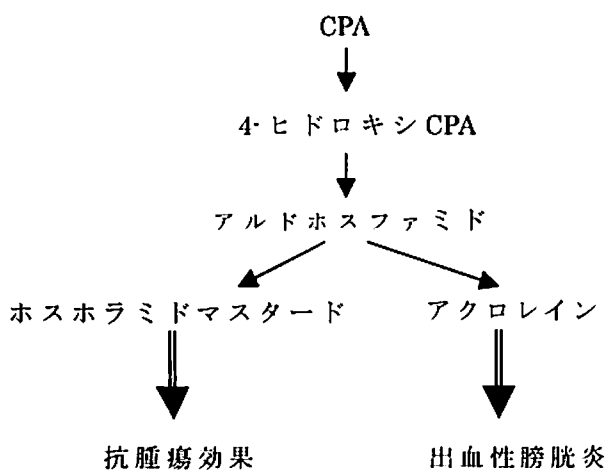 CPA
4-ヒドロキシCPA
アルドホスファミド
ホスホラミドマスタード
アクロレイン
抗腫瘍効果
出血性膀胱炎